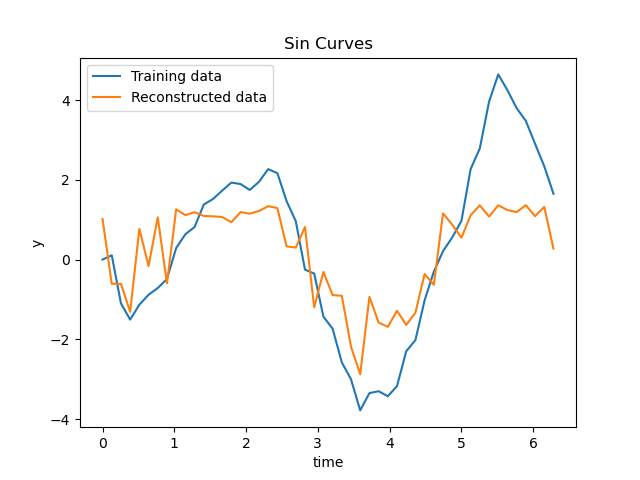 Sin Curves
Training data
Reconstructed data
y
4
2
0
−2
−4
0 1 2 3 4 5 6
time